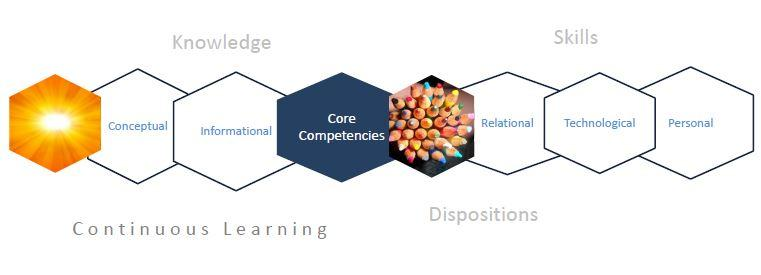 Knowledge
Skills
Conceptual
Informational
Core
Competencies
Relational
Technological
Personal
Dispositions
Continuous Learning